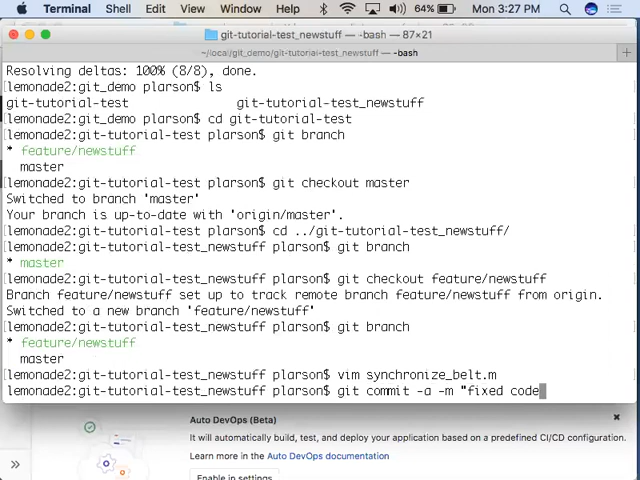 Terminal Shell Edit View Window Help 64% Mon 3:27 PM
git-tutorial-test_newstuff — -bash — 87×21
~/local/git_demo/git-tutorial-test_newstuff — -bash
Resolving deltas: 100% (8/8), done.
[lemonade2:git_demo plarson$ ls
git-tutorial-test git-tutorial-test_newstuff
[lemonade2:git_demo plarson$ cd git-tutorial-test
[lemonade2:git-tutorial-test plarson$ git branch
* feature/newstuff
master
[lemonade2:git-tutorial-test plarson$ git checkout master
Switched to branch 'master'
Your branch is up-to-date with 'origin/master'.
[lemonade2:git-tutorial-test plarson$ cd ../git-tutorial-test_newstuff/
[lemonade2:git-tutorial-test_newstuff plarson$ git branch
* master
[lemonade2:git-tutorial-test_newstuff plarson$ git checkout feature/newstuff
Branch feature/newstuff set up to track remote branch feature/newstuff from origin.
Switched to a new branch 'feature/newstuff'
[lemonade2:git-tutorial-test_newstuff plarson$ git branch
* feature/newstuff
master
[lemonade2:git-tutorial-test_newstuff plarson$ vim synchronize_belt.m
lemonade2:git-tutorial-test_newstuff plarson$ git commit -a -m "fixed code
Auto DevOps (Beta)
It will automatically build, test, and deploy your application based on a predefined CI/CD configuration.
Learn more in the Auto DevOps documentation
Enable in settings